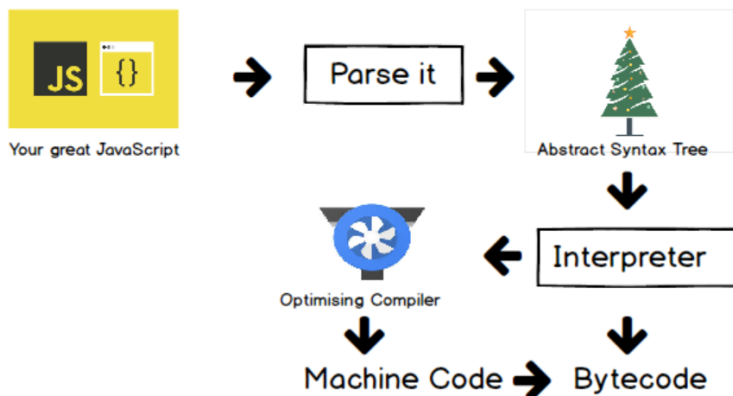 JS
{}
Parse it
Your great JavaScript
Abstract Syntax Tree
Interpreter
Optimising Compiler
Machine Code
Bytecode